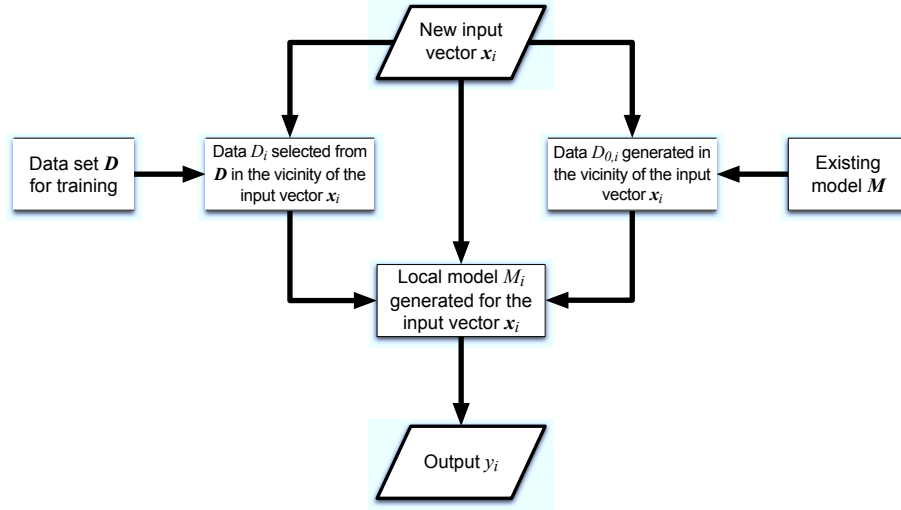 New input
vector xᵢ
Data set D
for training
Data Dᵢ selected from
D in the vicinity of the
input vector xᵢ
Data D₀,ᵢ generated in
the vicinity of the input
vector xᵢ
Existing
model M
Local model Mᵢ
generated for the
input vector xᵢ
Output yᵢ